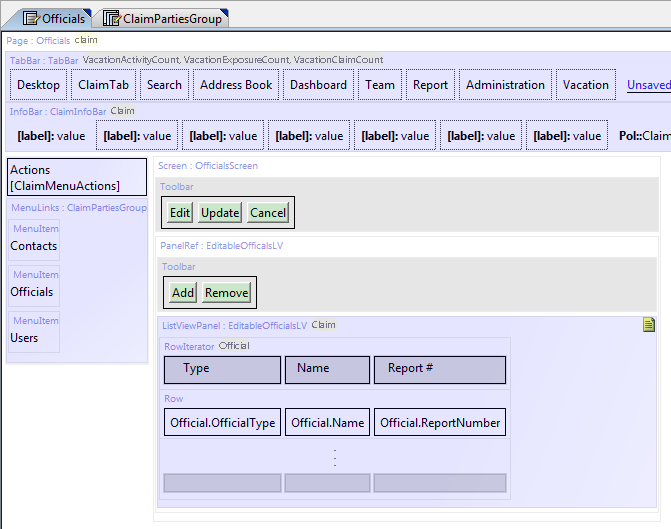 Officials ClaimPartiesGroup
Page : Officials claim
TabBar : TabBar VacationActivityCount, VacationExposureCount, VacationClaimCount
Desktop ClaimTab Search Address Book Dashboard Team Report Administration Vacation Unsaved
InfoBar : ClaimInfoBar Claim
[label]: value [label]: value [label]: value [label]: value [label]: value [label]: value [label]: value Pol::Claim
Actions
[ClaimMenuActions]
MenuLinks : ClaimPartiesGroup
MenuItem
Contacts
MenuItem
Officials
MenuItem
Users
Screen : OfficialsScreen
Toolbar
Edit Update Cancel
PanelRef : EditableOfficalsLV
Toolbar
Add Remove
ListViewPanel : EditableOfficialsLV Claim
RowIterator Official
Type Name Report #
Row
Official.OfficialType Official.Name Official.ReportNumber